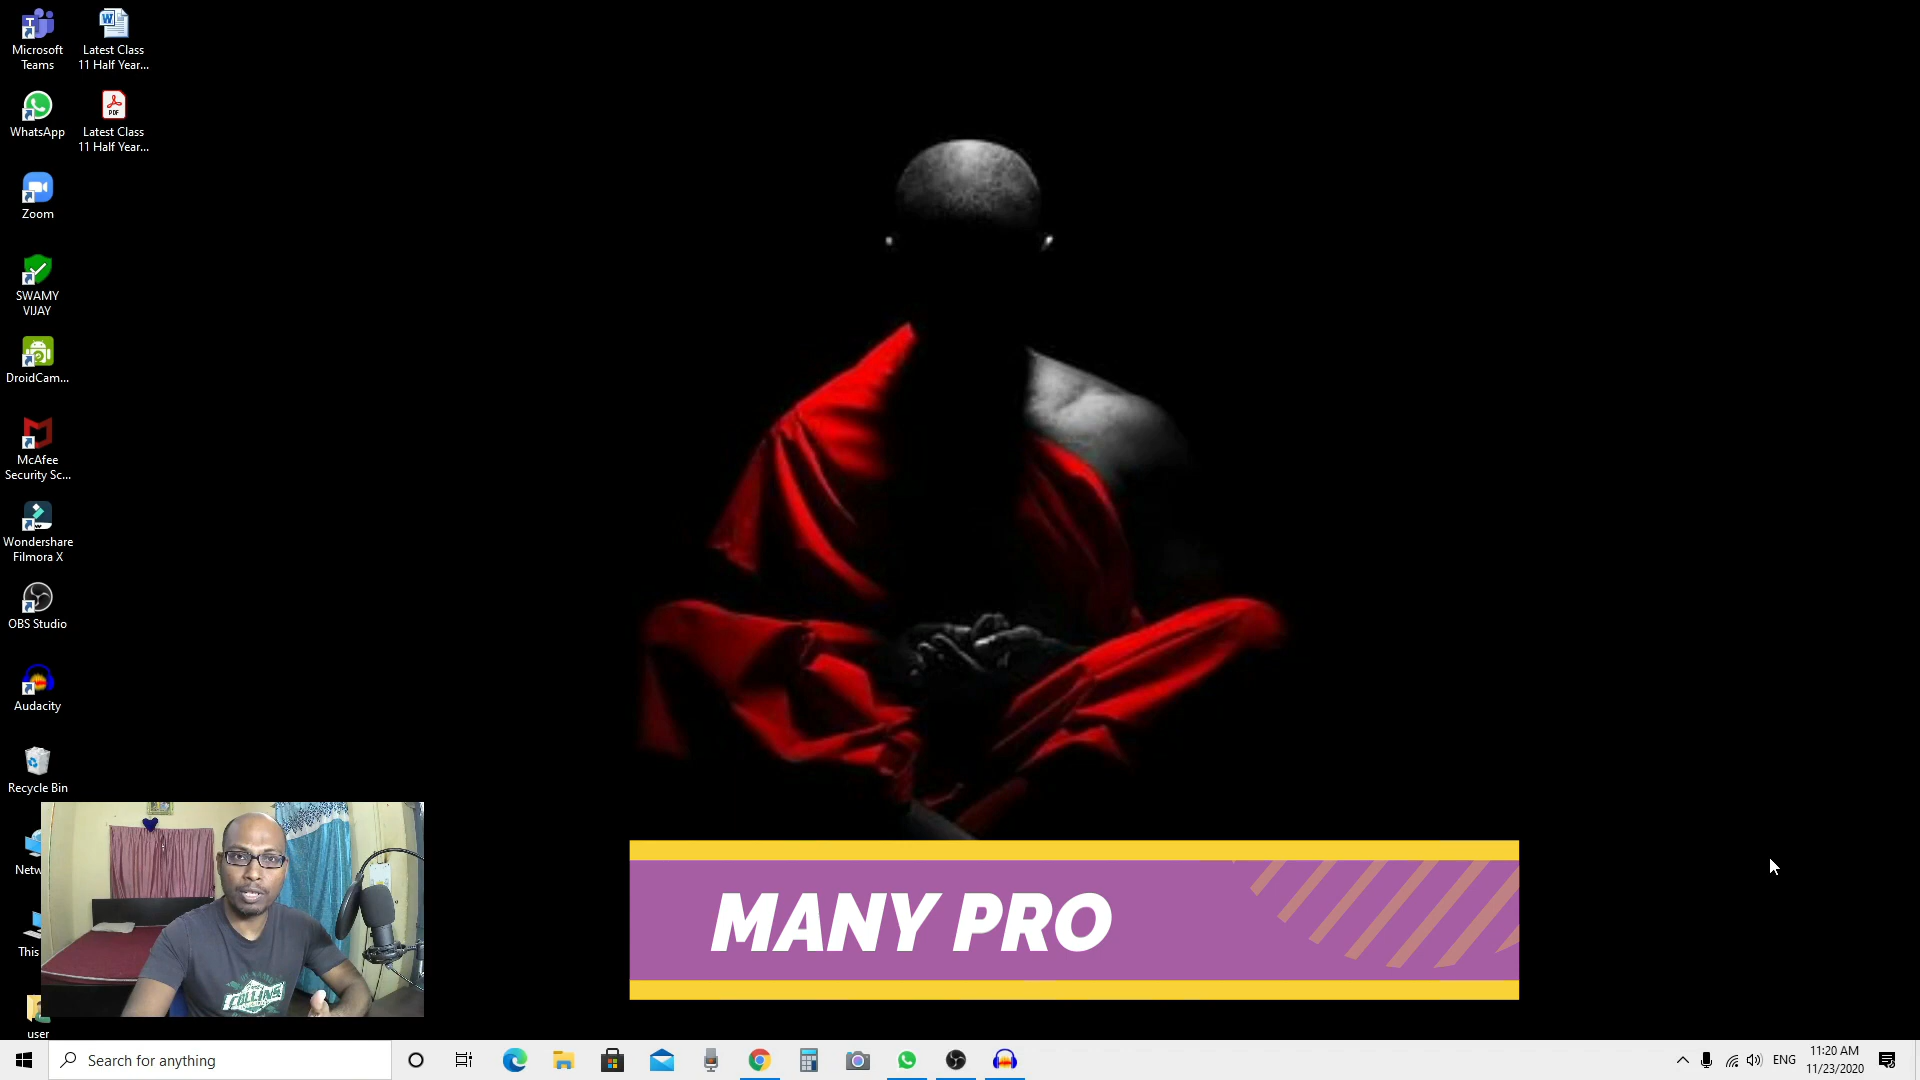 Microsoft
Teams
Latest Class
11 Half Year...
WhatsApp
Latest Class
11 Half Year...
PDF
Zoom
SWAMY
VIJAY
DroidCam...
McAfee
Security Sc...
Wondershare
Filmora X
OBS Studio
Audacity
Recycle Bin
Netw
This
user
COLLINS
MANY PRO
Search for anything
ENG
11:20 AM
11/23/2020